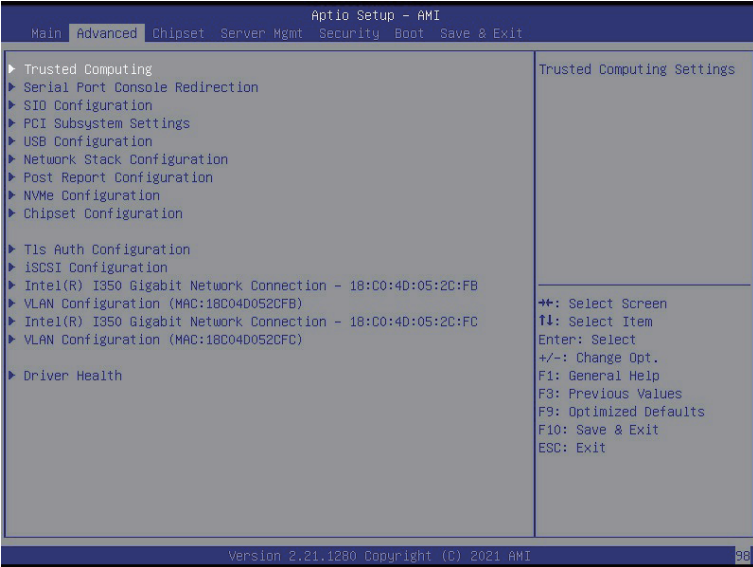 Aptio Setup – AMI
Main Advanced Chipset Server Mgmt Security Boot Save & Exit
Trusted Computing
Serial Port Console Redirection
SIO Configuration
PCI Subsystem Settings
USB Configuration
Network Stack Configuration
Post Report Configuration
NVMe Configuration
Chipset Configuration
Tls Auth Configuration
iSCSI Configuration
Intel(R) I350 Gigabit Network Connection – 18:C0:4D:05:2C:FB
VLAN Configuration (MAC:18C04D052CFB)
Intel(R) I350 Gigabit Network Connection – 18:C0:4D:05:2C:FC
VLAN Configuration (MAC:18C04D052CFC)
Driver Health
Trusted Computing Settings
→←: Select Screen
↑↓: Select Item
Enter: Select
+/-: Change Opt.
F1: General Help
F3: Previous Values
F9: Optimized Defaults
F10: Save & Exit
ESC: Exit
Version 2.21.1280 Copyright (C) 2021 AMI
98